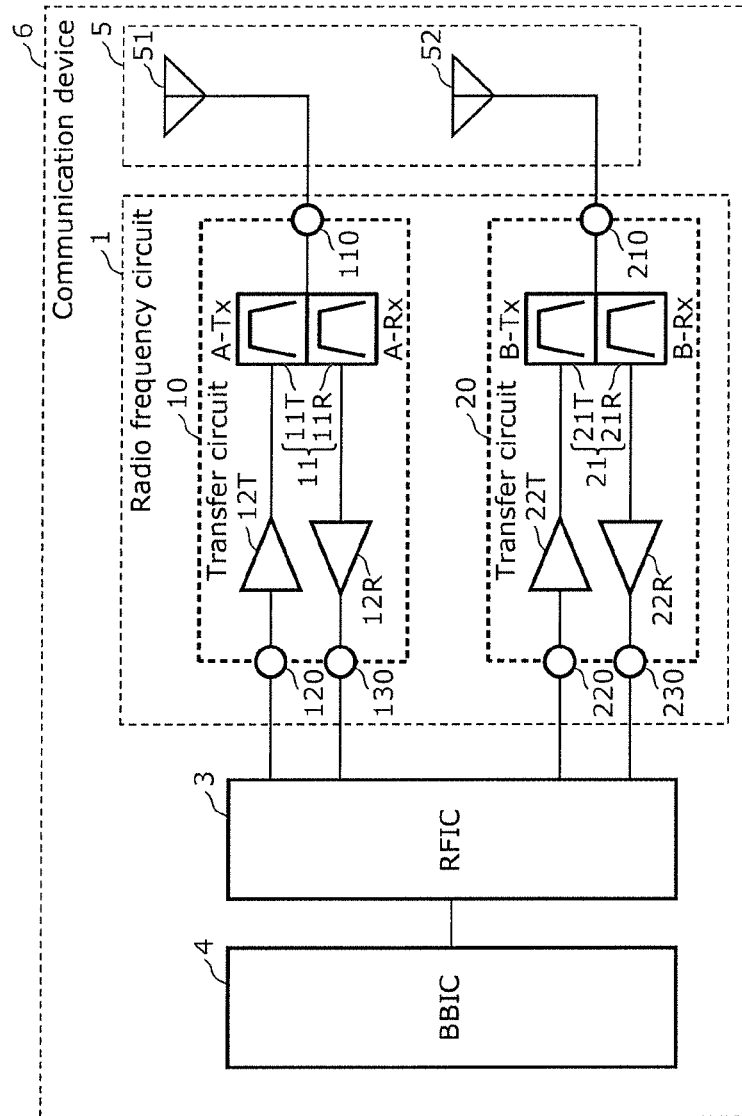 6
Communication device
5
51
52
1
Radio frequency circuit
10
Transfer circuit
A-Tx
A-Rx
11T
11R
11
12T
12R
110
120
130
20
Transfer circuit
B-Tx
B-Rx
21T
21R
21
22T
22R
210
220
230
3
RFIC
4
BBIC